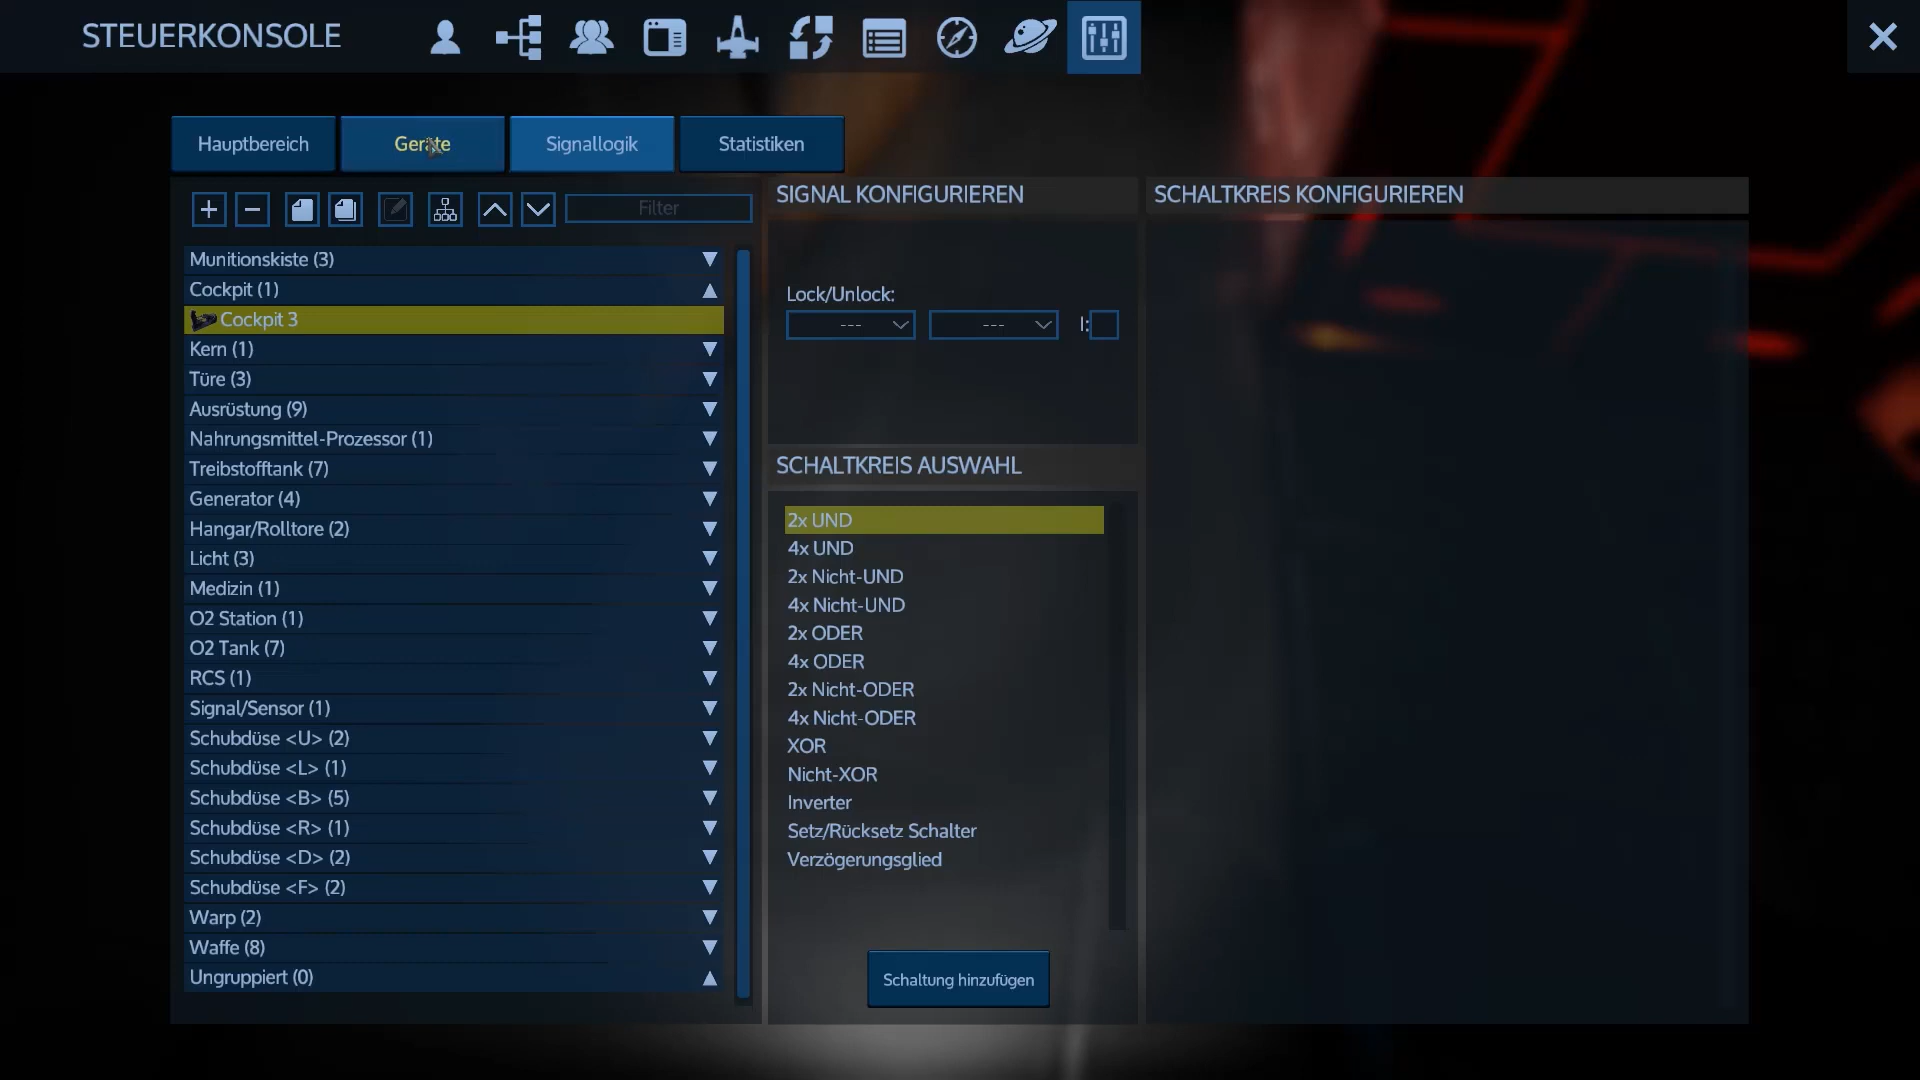 STEUERKONSOLE
Hauptbereich
Geräte
Signallogik
Statistiken
Filter
Munitionskiste (3)
Cockpit (1)
Cockpit 3
Kern (1)
Türe (3)
Ausrüstung (9)
Nahrungsmittel-Prozessor (1)
Treibstofftank (7)
Generator (4)
Hangar/Rolltore (2)
Licht (3)
Medizin (1)
O2 Station (1)
O2 Tank (7)
RCS (1)
Signal/Sensor (1)
Schubdüse <U> (2)
Schubdüse <L> (1)
Schubdüse <B> (5)
Schubdüse <R> (1)
Schubdüse <D> (2)
Schubdüse <F> (2)
Warp (2)
Waffe (8)
Ungruppiert (0)
SIGNAL KONFIGURIEREN
Lock/Unlock:
--- --- I:
SCHALTKREIS AUSWAHL
2x UND
4x UND
2x Nicht-UND
4x Nicht-UND
2x ODER
4x ODER
2x Nicht-ODER
4x Nicht-ODER
XOR
Nicht-XOR
Inverter
Setz/Rücksetz Schalter
Verzögerungsglied
Schaltung hinzufügen
SCHALTKREIS KONFIGURIEREN